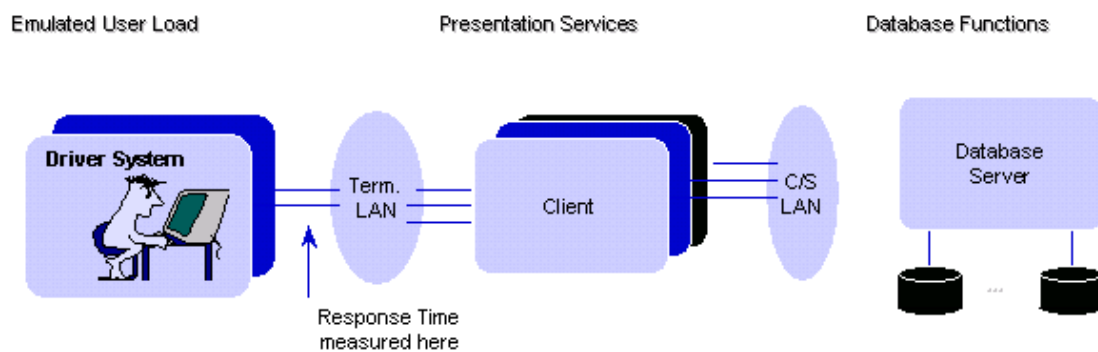 Emulated User Load
Presentation Services
Database Functions
Driver System
Term.
LAN
Client
C/S
LAN
Database
Server
...
Response Time
measured here